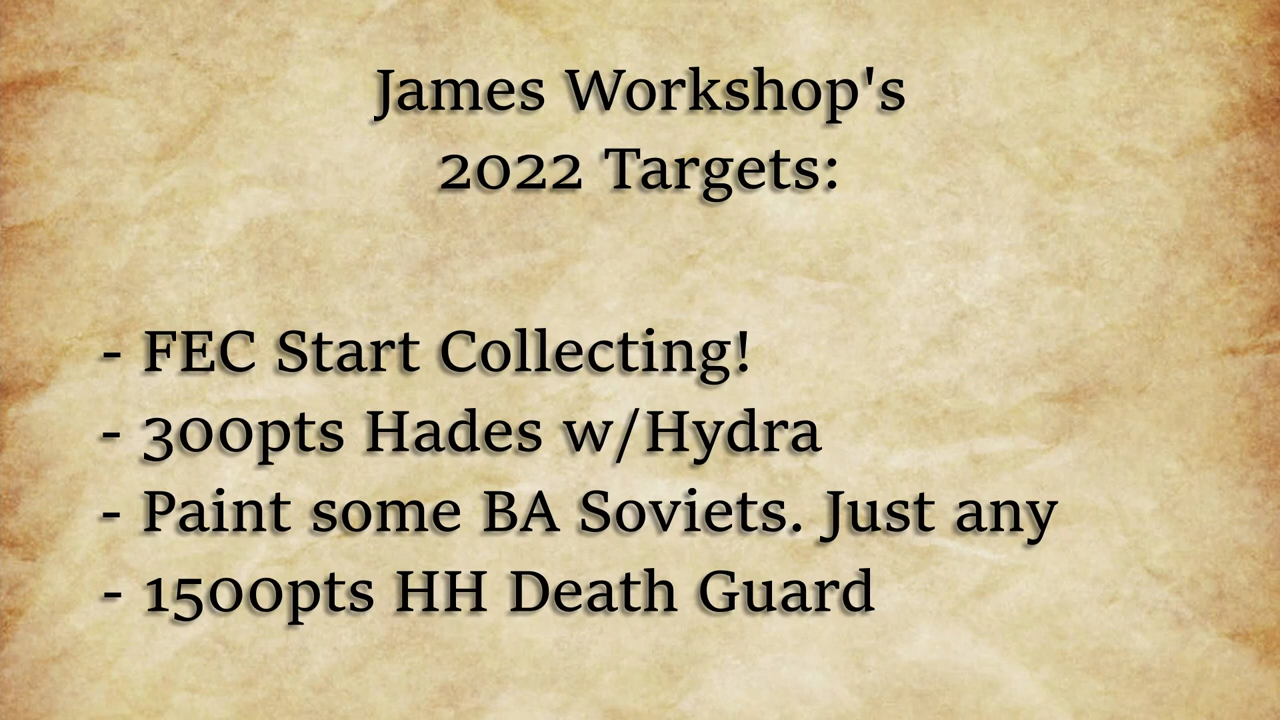 James Workshop's
2022 Targets:
- FEC Start Collecting!
- 300pts Hades w/Hydra
- Paint some BA Soviets. Just any
- 1500pts HH Death Guard